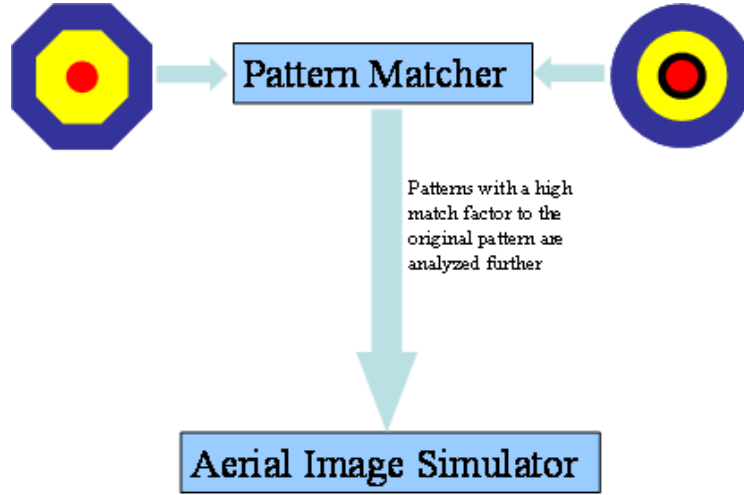 Pattern Matcher
Patterns with a high
match factor to the
original pattern are
analyzed further
Aerial Image Simulator